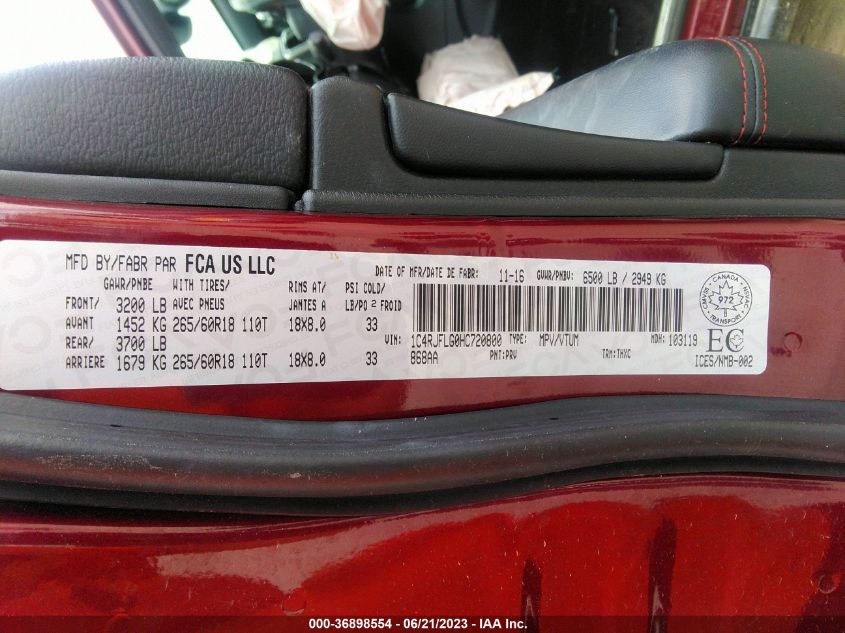 MFD BY/FABR PAR FCA US LLC
DATE OF MFR/DATE DE FABR: 11-16 GVWR/PNBV: 6500 LB / 2949 KG
GAWR/PNBE WITH TIRES/ RIMS AT/ PSI COLD/
FRONT/ 3200 LB AVEC PNEUS JANTES A LB/PO 2 FROID
AVANT 1452 KG 265/60R18 110T 18X8.0 33
REAR/ 3700 LB
ARRIERE 1679 KG 265/60R18 110T 18X8.0 33
VIN: 1C4RJFLG0HC720800 TYPE: MPV/VTUM MDH: 103119
868AA PNT:PRV TRM:THXC
CANADA
972
TRANSPORT
EC
ICES/NMB-002
000-36898554 - 06/21/2023 - IAA Inc.